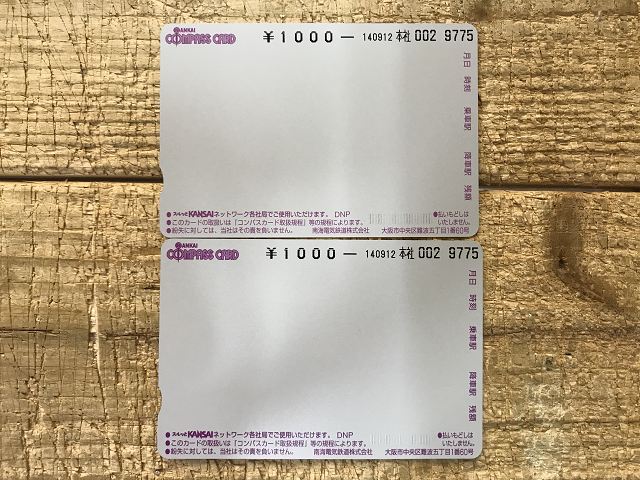 NANKAI
COMPASS CARD
¥1000— 140912 本社 002 9775
月日 時刻 乗車駅 降車駅 残額
スルッとKANSAIネットワーク各社局でご使用いただけます。 DNP
●このカードの取扱いは「コンパスカード取扱規程」等の規程によります。
●紛失に対しては、当社はその責を負いません。 南海電気鉄道株式会社 大阪市中央区難波五丁目1番60号
●払いもどしは
いたしません。
NANKAI
COMPASS CARD
¥1000— 140912 本社 002 9775
月日 時刻 乗車駅 降車駅 残額
●スルッとKANSAIネットワーク各社局でご使用いただけます。 DNP
●このカードの取扱いは「コンパスカード取扱規程」等の規程によります。
●紛失に対しては、当社はその責を負いません。 南海電気鉄道株式会社 大阪市中央区難波五丁目1番60号
●払いもどしは
いたしません。